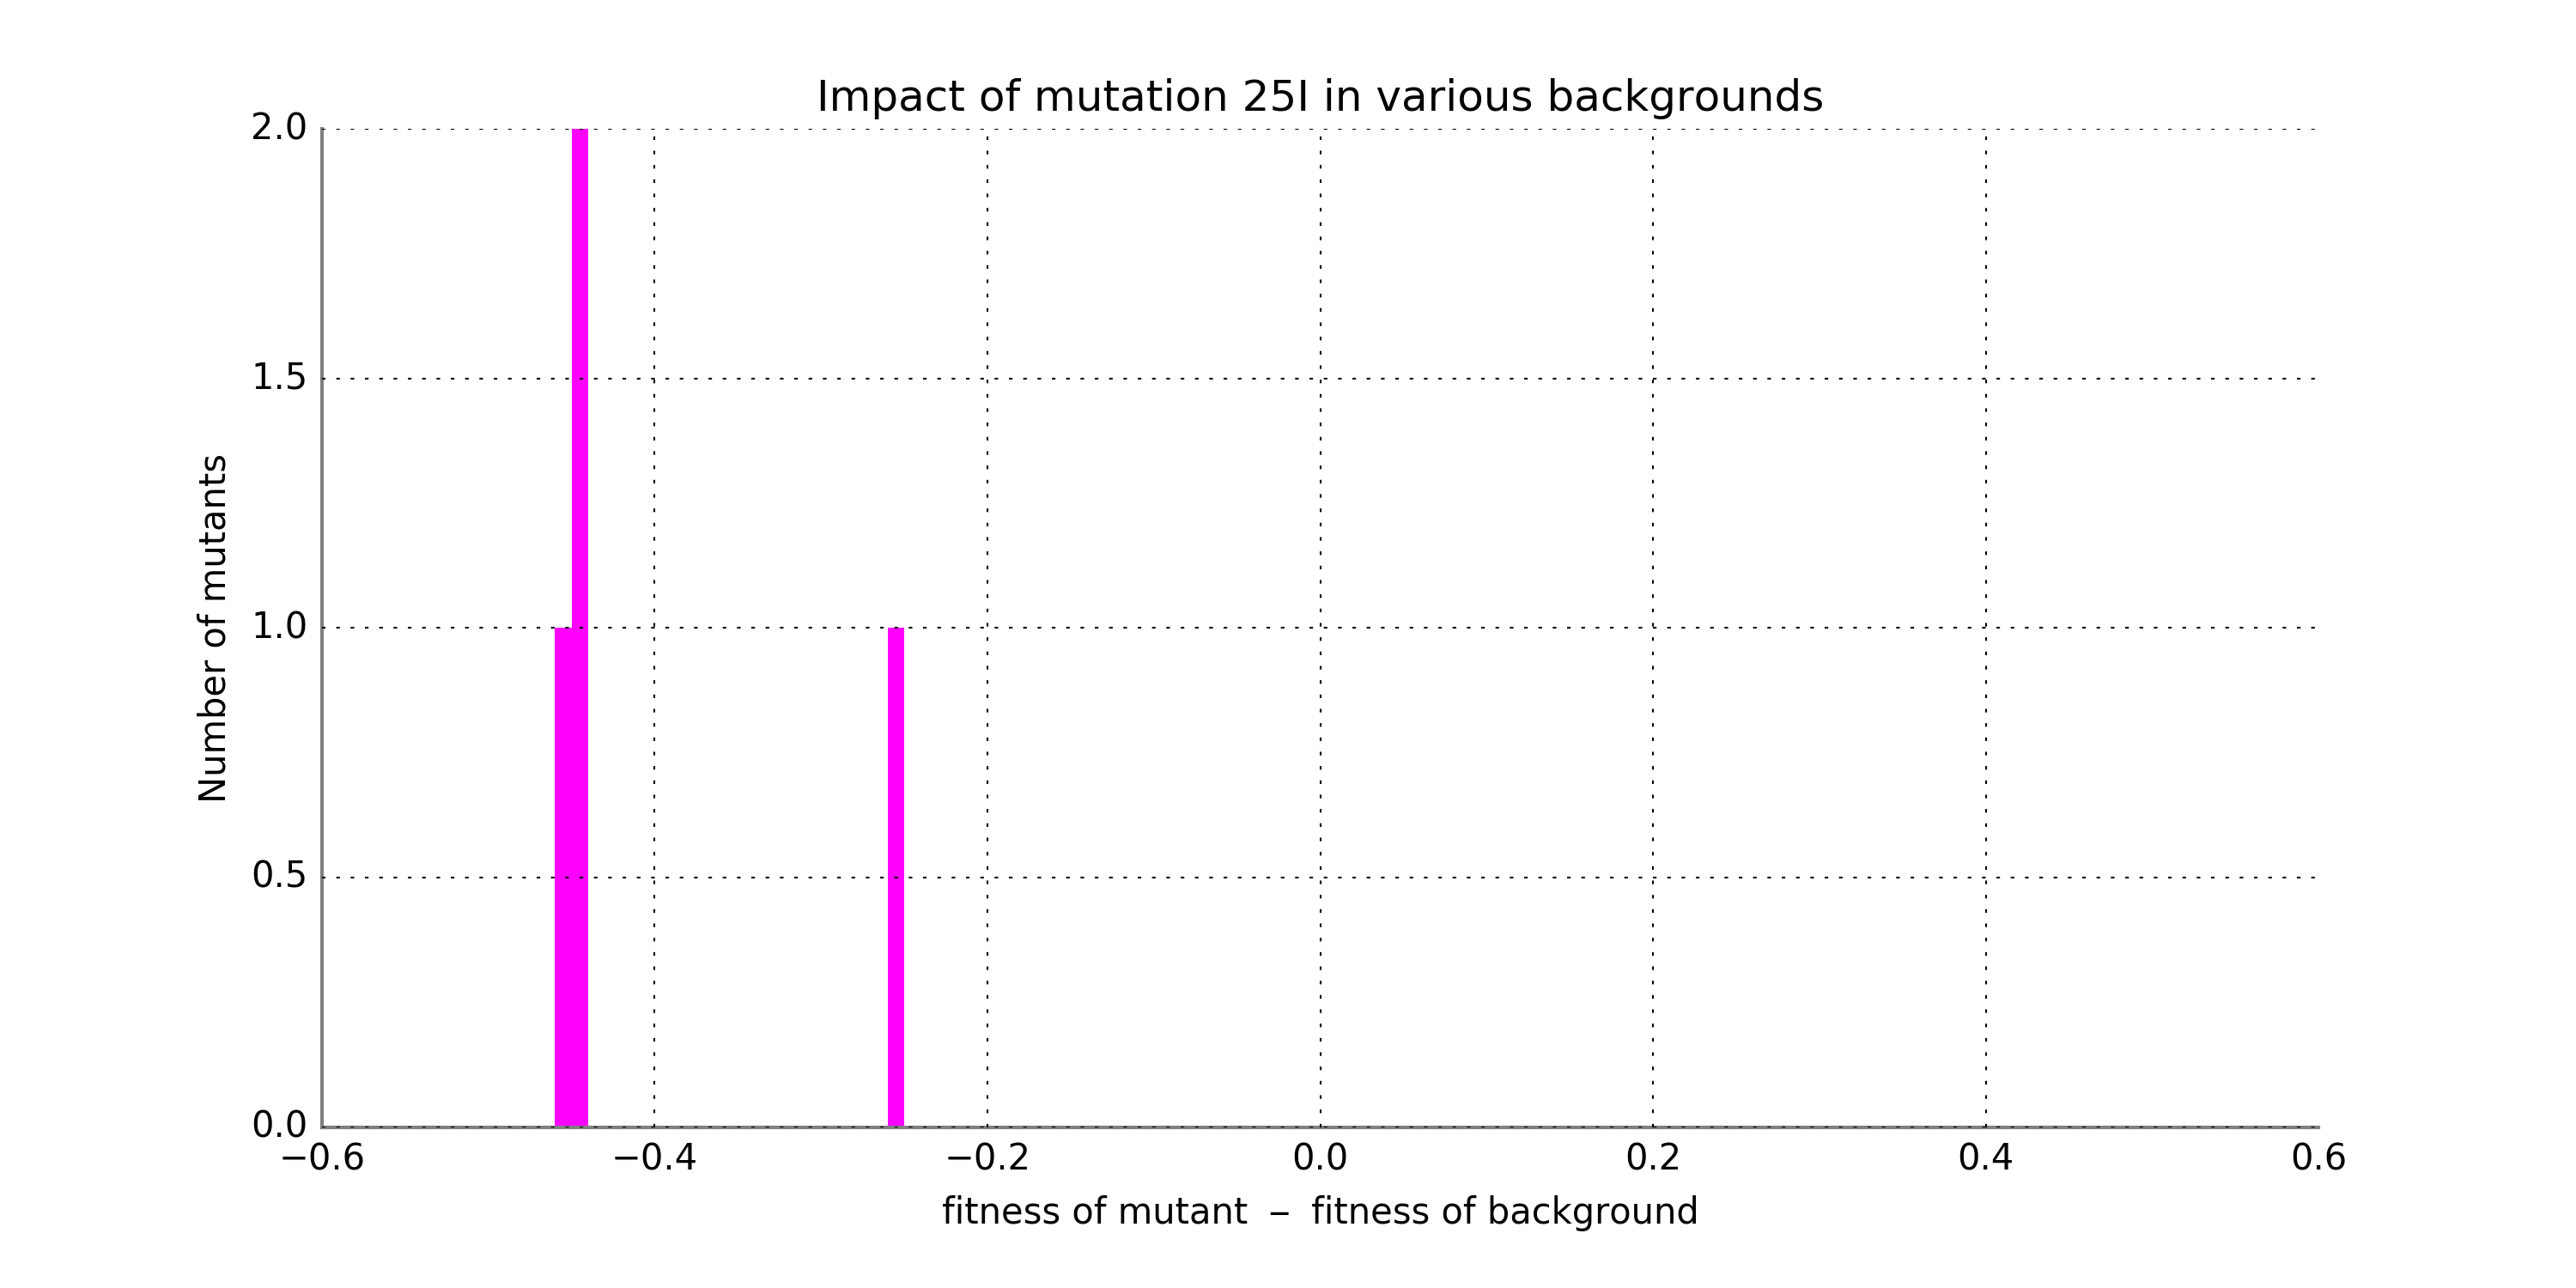 Impact of mutation 25I in various backgrounds
2.0
1.5
1.0
0.5
0.0
Number of mutants
−0.6 −0.4 −0.2 0.0 0.2 0.4 0.6
fitness of mutant − fitness of background